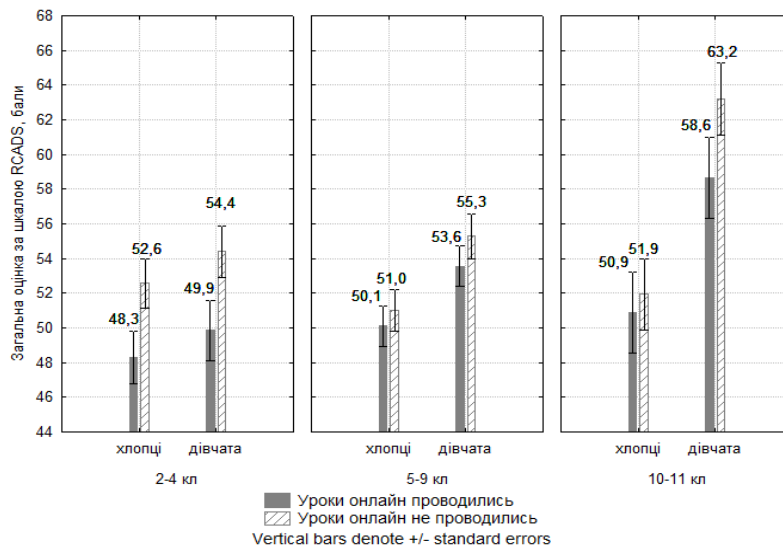 Загальна оцінка за шкалою RCADS, бали
68
66
64
62
60
58
56
54
52
50
48
46
44
48,3
52,6
49,9
54,4
50,1
51,0
53,6
55,3
50,9
51,9
58,6
63,2
хлопці дівчата
хлопці дівчата
хлопці дівчата
2-4 кл
5-9 кл
10-11 кл
Уроки онлайн проводились
Уроки онлайн не проводились
Vertical bars denote +/- standard errors